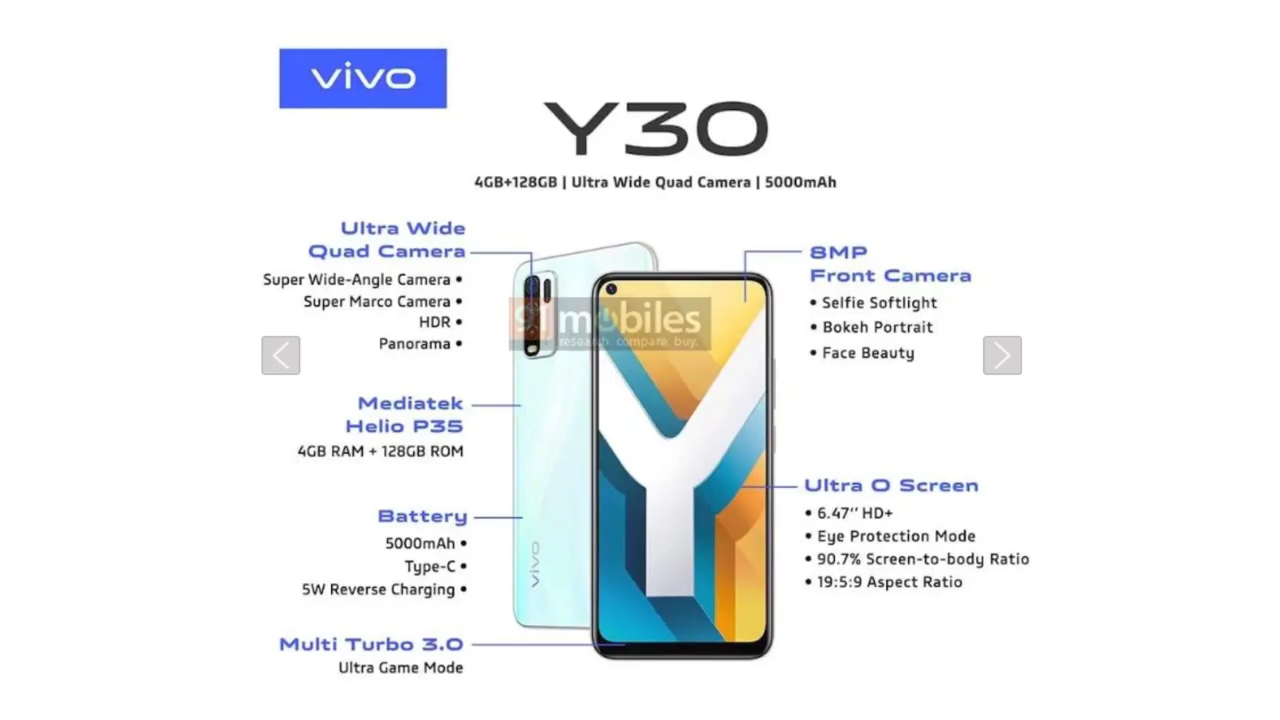 vivo
Y30
4GB+128GB | Ultra Wide Quad Camera | 5000mAh
Ultra Wide
Quad Camera
Super Wide-Angle Camera •
Super Marco Camera •
HDR •
Panorama •
Mediatek
Helio P35
4GB RAM + 128GB ROM
Battery
5000mAh •
Type-C •
5W Reverse Charging •
Multi Turbo 3.0
Ultra Game Mode
91mobiles
research. compare. buy.
vivo
8MP
Front Camera
• Selfie Softlight
• Bokeh Portrait
• Face Beauty
Ultra O Screen
• 6.47'' HD+
• Eye Protection Mode
• 90.7% Screen-to-body Ratio
• 19:5:9 Aspect Ratio